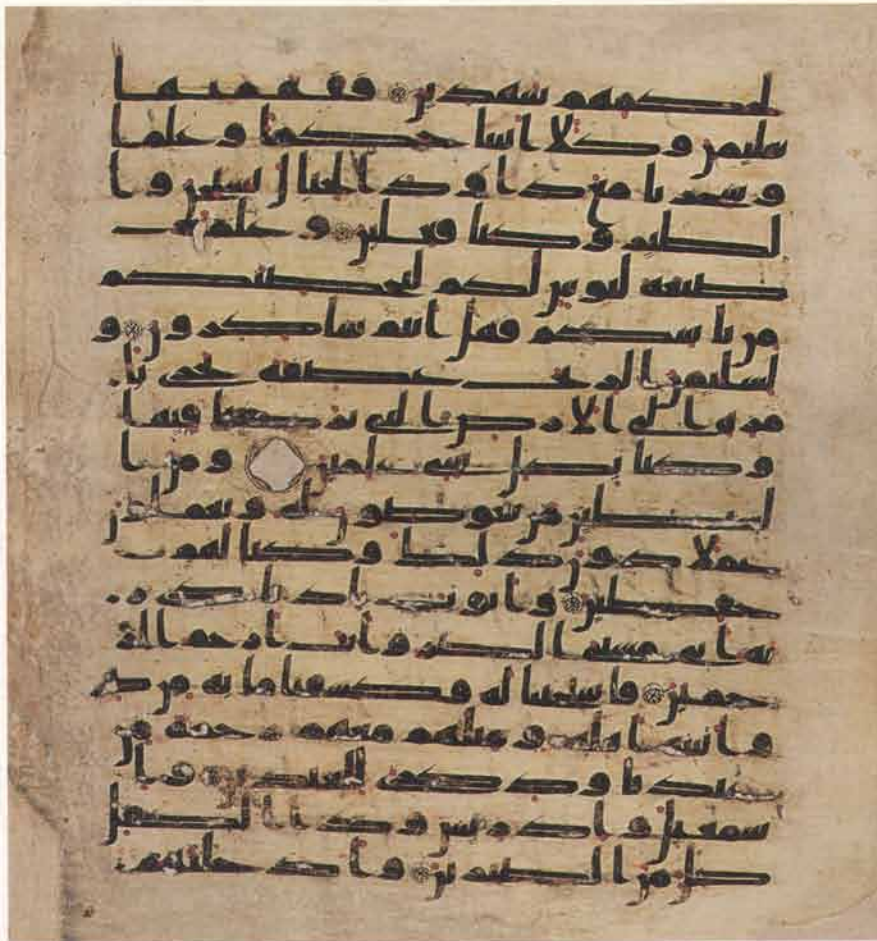 لحكمهم شهدين ففهمنها
سليمن وكلا اتينا حكما وعلما
وسخرنا مع داود الجبال يسبحن وا
لطير وكنا فعلين وعلمنه
صنعة لبوس لكم لتحصنكم
من باسكم فهل انتم شاكرون و
لسليمن الريح عصفة تجري با
مره الى الارض التي بركنا فيها
وكنا بكل شي علمين ومن ا
لشيطين من يغوصون له ويعملون
عملا دون ذلك وكنا لهم
حفظين وايوب اذ نادى ر
به اني مسني الضر وانت ارحم الر
حمين فاستجبنا له فكشفنا ما به من ضر
واتينه اهله ومثلهم معهم رحمة من
عندنا وذكرى للعبدين وا
سمعيل وادريس وذا الكفل
كل من الصبرين وادخلنهم